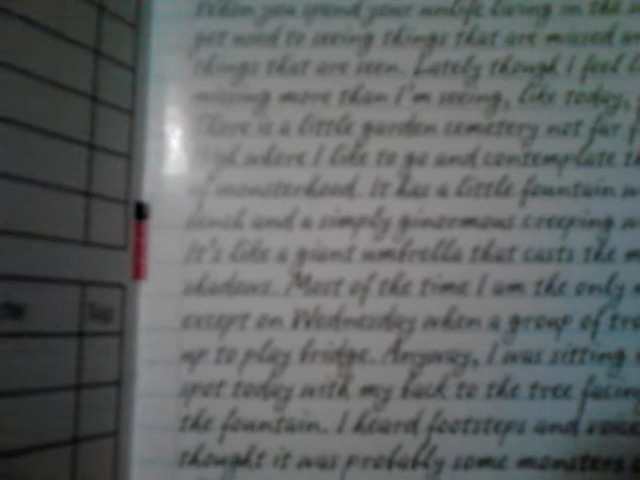 When you spend your unlife living in the
get used to seeing things that are missed
things that are seen. Lately though I feel
missing more than I'm seeing, like today,
There is a little garden cemetery not far
where I like to go and contemplate
of monsterhood. It has a little fountain
bench and a simply ginormous creeping
It's like a giant umbrella that casts the
shadows. Most of the time I am the only
except on Wednesday when a group of
up to play bridge. Anyway, I was sitting
spot today with my back to the tree facing
the fountain. I heard footsteps and
thought it was probably some monsters